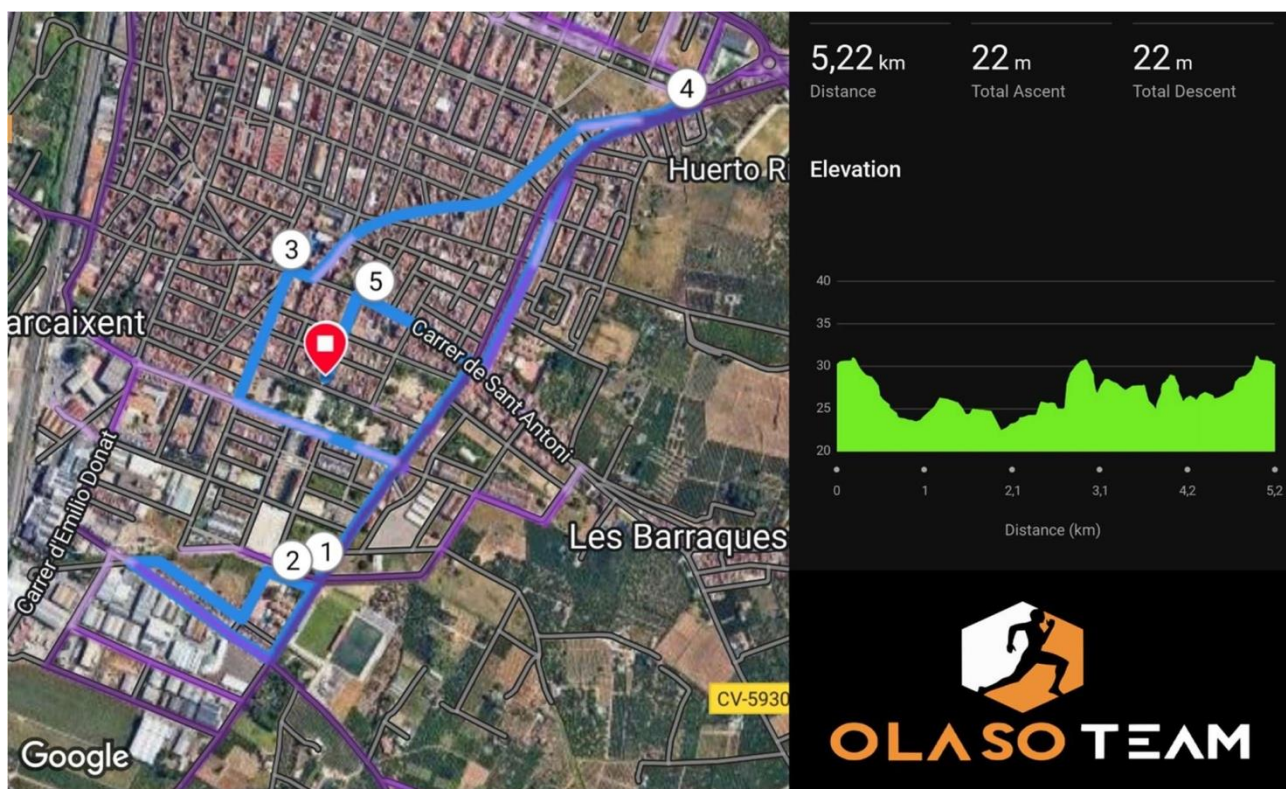 4
Huerto Ri
3
5
arcaixent
Carrer de Sant Antoni
Carrer d'Emilio Donat
2
1
Les Barraques
CV-5930
Google
5,22 km
Distance
22 m
Total Ascent
22 m
Total Descent
Elevation
40
35
30
25
20
0
1
2,1
3,1
4,2
5,2
Distance (km)
OLASO TEAM